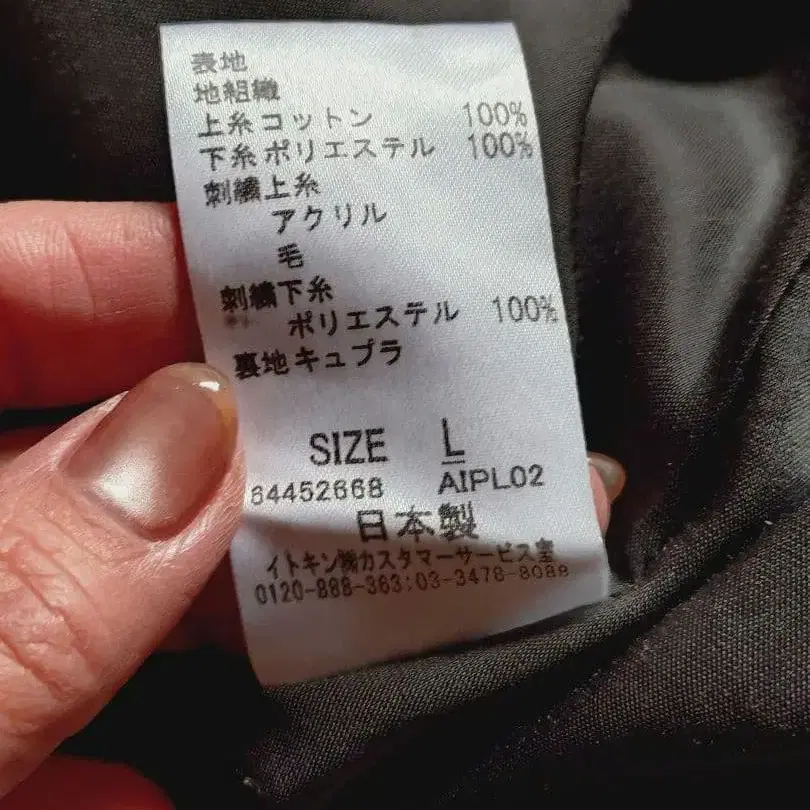 表地
地組織
上糸コットン 100%
下糸ポリエステル 100%
刺繍上糸
アクリル
毛
刺繍下糸
ポリエステル 100%
裏地キュプラ
SIZE L
64452668 AIPL02
日本製
イトキン㈱カスタマーサービス室
0120-888-363:03-3478-8088